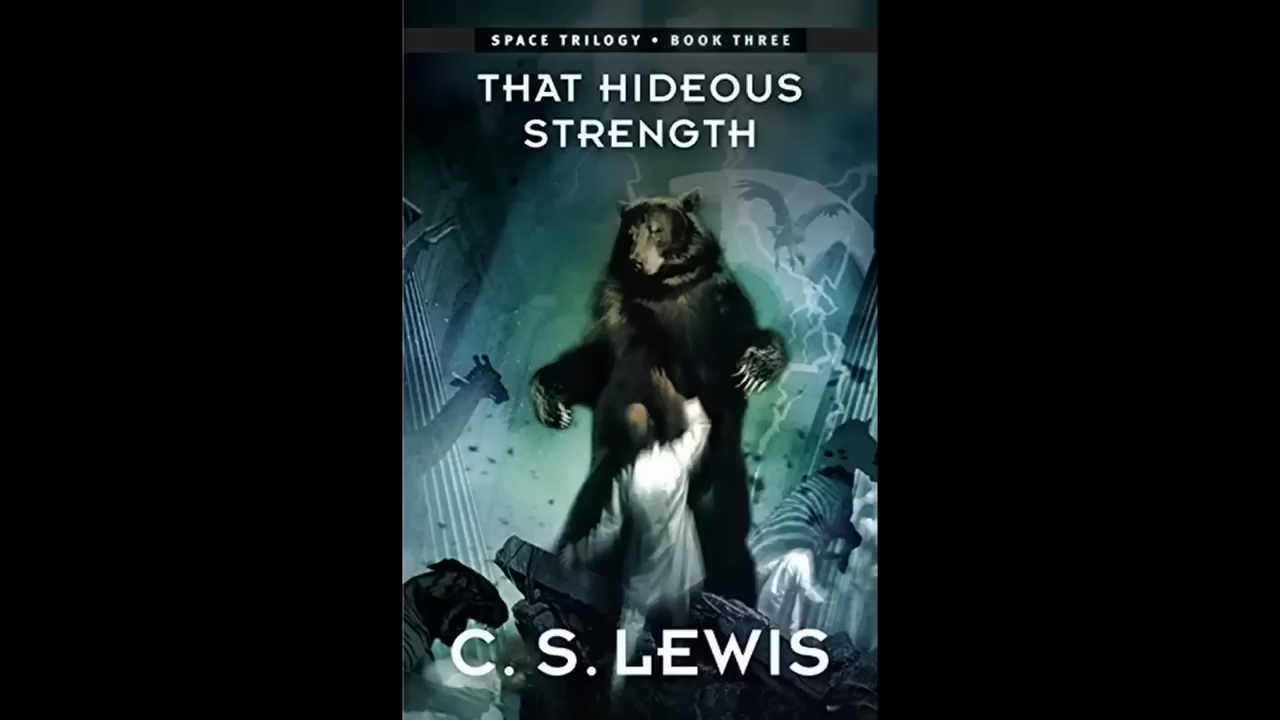 SPACE TRILOGY • BOOK THREE
THAT HIDEOUS
STRENGTH
C. S. LEWIS